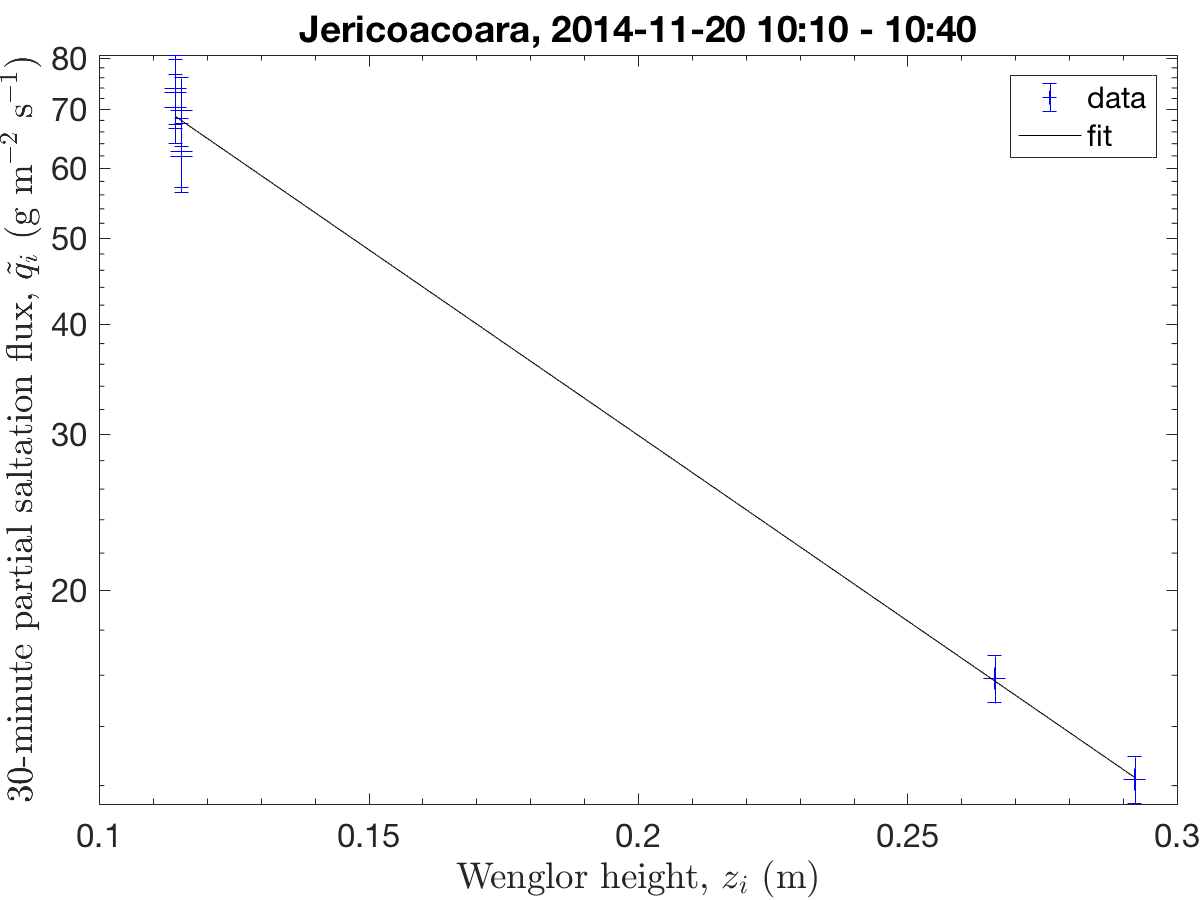 Jericoacoara, 2014-11-20 10:10 - 10:40
30-minute partial saltation flux, q̃ᵢ (g m⁻² s⁻¹)
80
70
60
50
40
30
20
data
fit
0.1 0.15 0.2 0.25 0.3
Wenglor height, zᵢ (m)